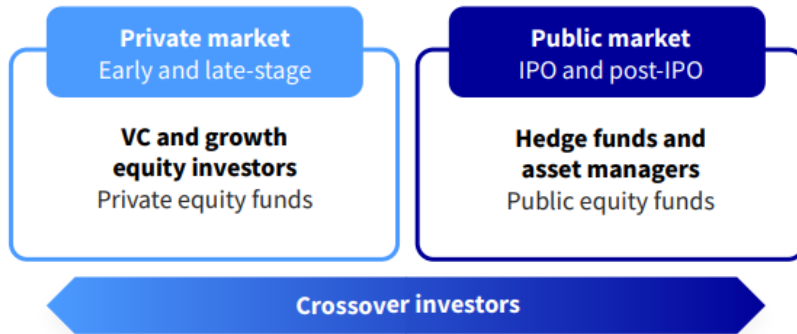 Private market
Early and late-stage
VC and growth
equity investors
Private equity funds
Public market
IPO and post-IPO
Hedge funds and
asset managers
Public equity funds
Crossover investors